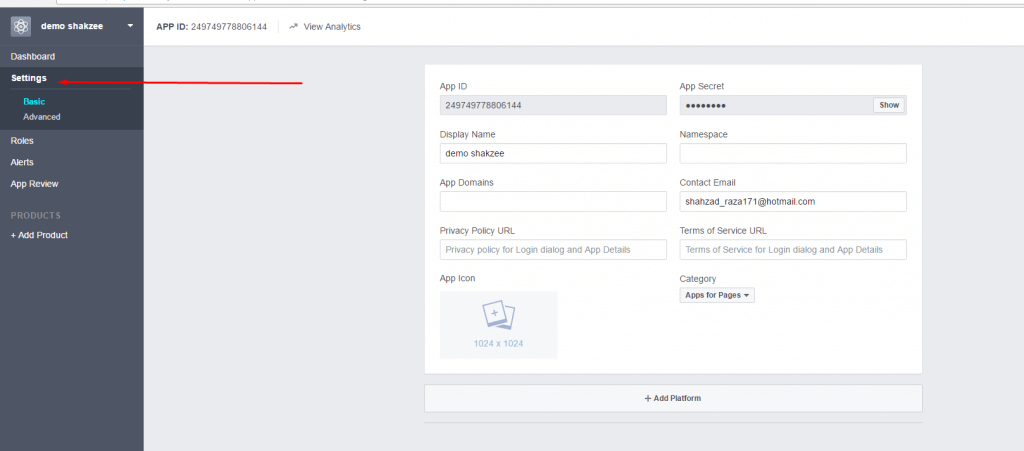 demo shakzee
APP ID: 249749778806144
View Analytics
Dashboard
Settings
Basic
Advanced
Roles
Alerts
App Review
PRODUCTS
+ Add Product
App ID
249749778806144
App Secret
●●●●●●●●
Show
Display Name
demo shakzee
Namespace
App Domains
Contact Email
shahzad_raza171@hotmail.com
Privacy Policy URL
Privacy policy for Login dialog and App Details
Terms of Service URL
Terms of Service for Login dialog and App Details
App Icon
1024 x 1024
Category
Apps for Pages
+ Add Platform